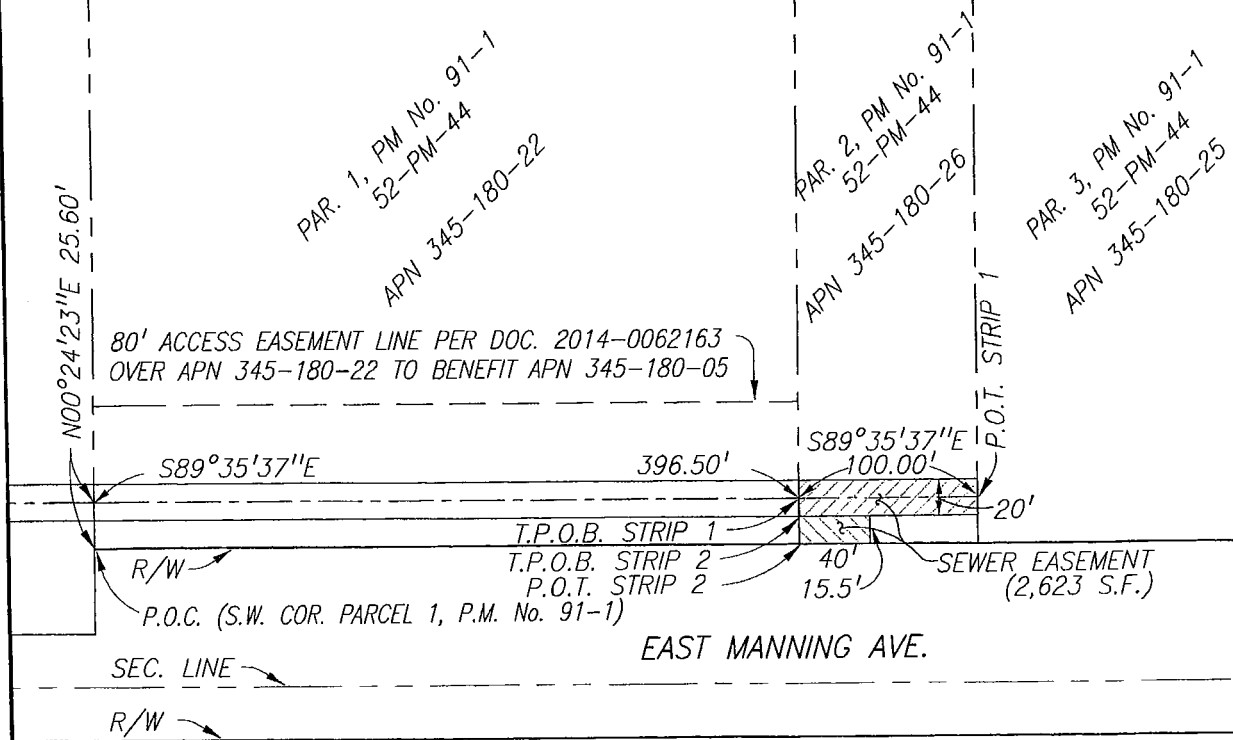 PAR. 1, PM No. 91-1
52-PM-44
APN 345-180-22
PAR. 2, PM No. 91-1
52-PM-44
APN 345-180-26
PAR. 3, PM No. 91-1
52-PM-44
APN 345-180-25
N00°24'23"E 25.60'
80' ACCESS EASEMENT LINE PER DOC. 2014-0062163
OVER APN 345-180-22 TO BENEFIT APN 345-180-05
P.O.T. STRIP 1
S89°35'37"E
396.50'
S89°35'37"E
100.00'
20'
T.P.O.B. STRIP 1
T.P.O.B. STRIP 2
P.O.T. STRIP 2
40'
15.5'
SEWER EASEMENT
(2,623 S.F.)
R/W
P.O.C. (S.W. COR. PARCEL 1, P.M. No. 91-1)
EAST MANNING AVE.
SEC. LINE
R/W